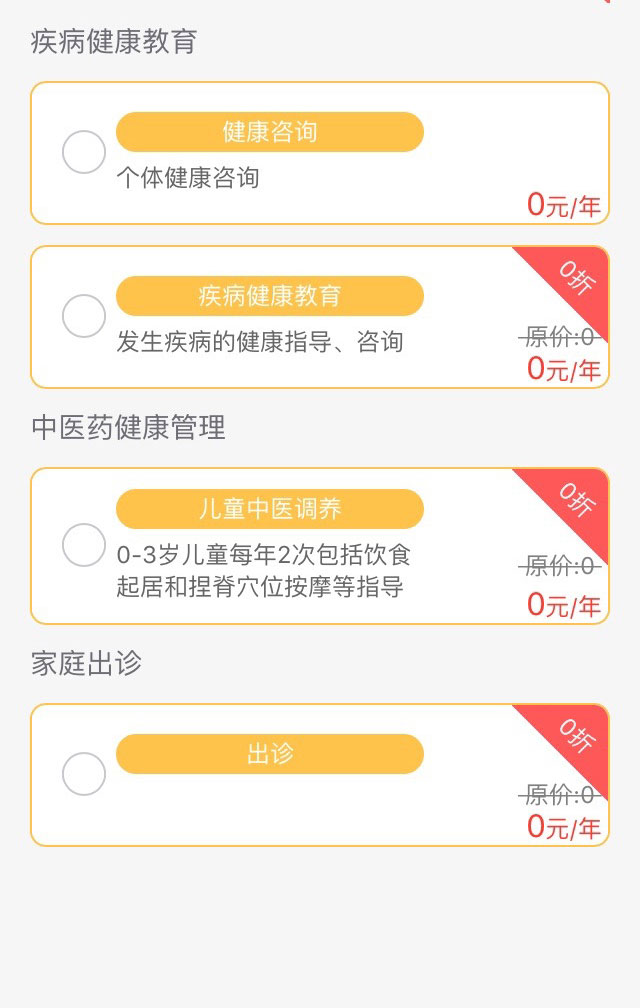 疾病健康教育
健康咨询
个体健康咨询
0元/年
0折
疾病健康教育
发生疾病的健康指导、咨询
原价:0
0元/年
中医药健康管理
0折
儿童中医调养
0-3岁儿童每年2次包括饮食
起居和捏脊穴位按摩等指导
原价:0
0元/年
家庭出诊
0折
出诊
原价:0
0元/年